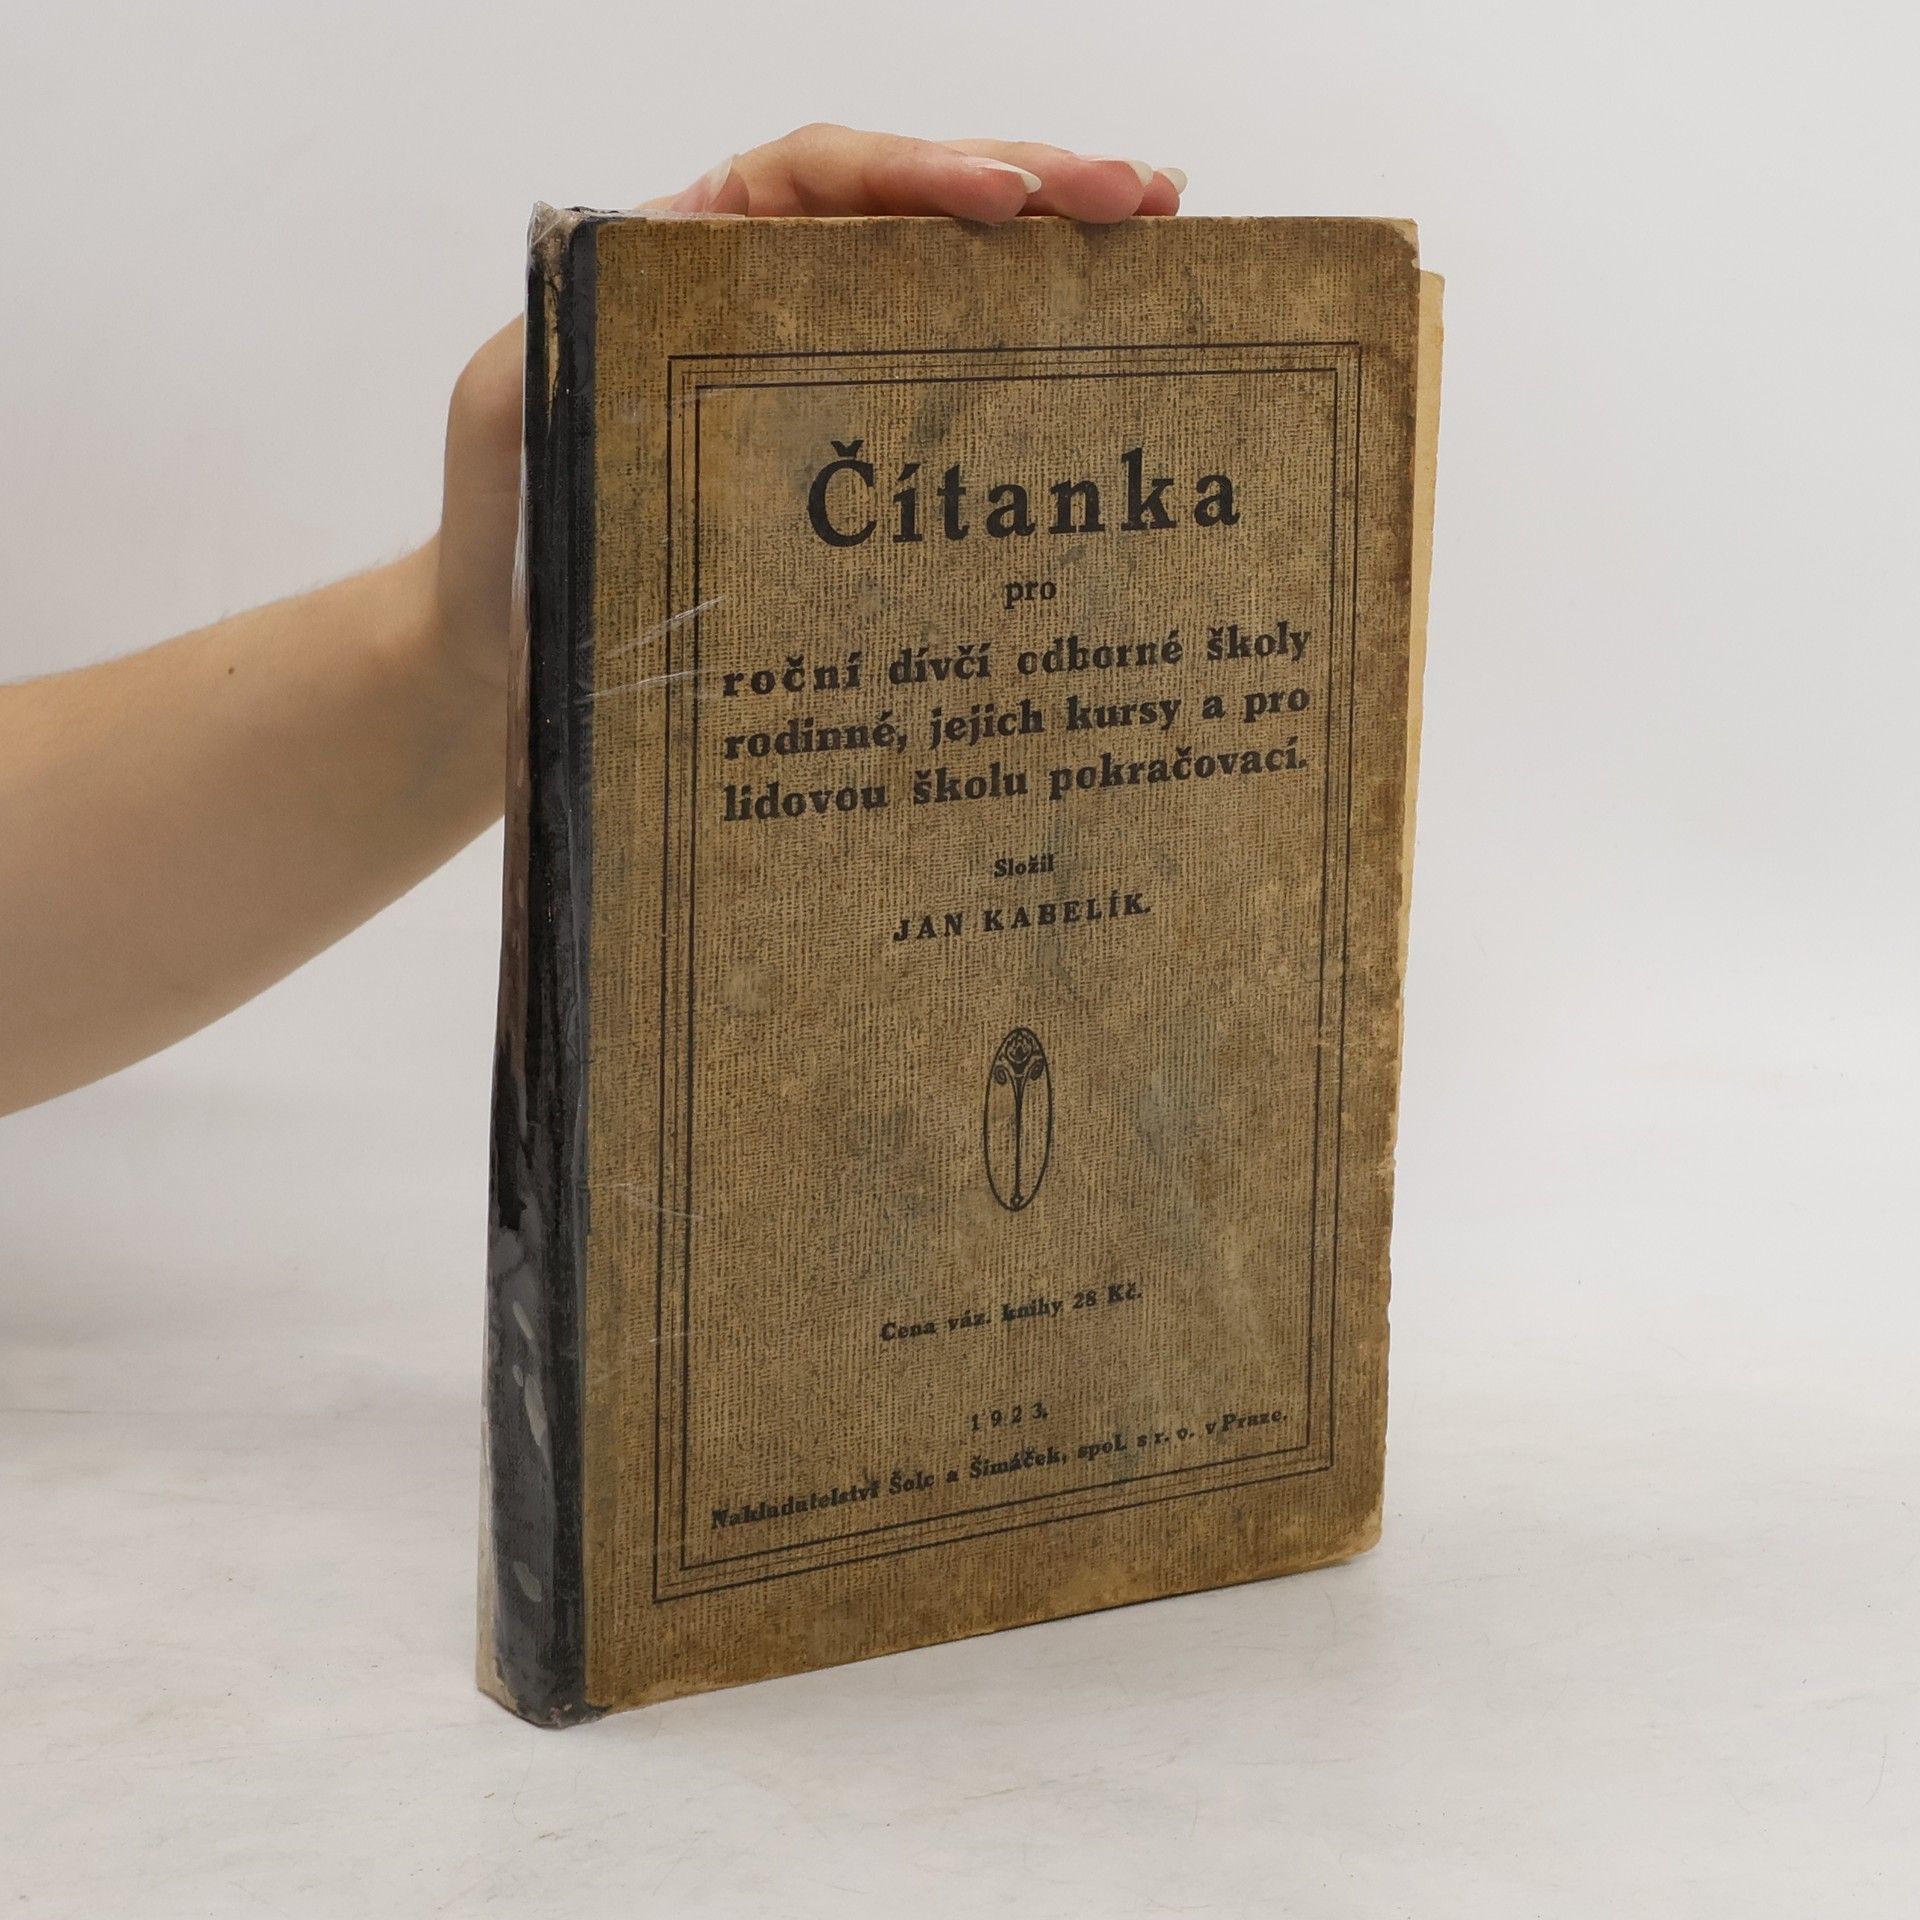 Čítanka
pro
roční dívčí odborné školy
rodinné, jejich kursy a pro
lidovou školu pokračovací.
Složil
JAN KABELÍK.
Cena váz. knihy 28 Kč.
1923.
Nakladatelství Šolc a Šimáček, spol. s r. o. v Praze.